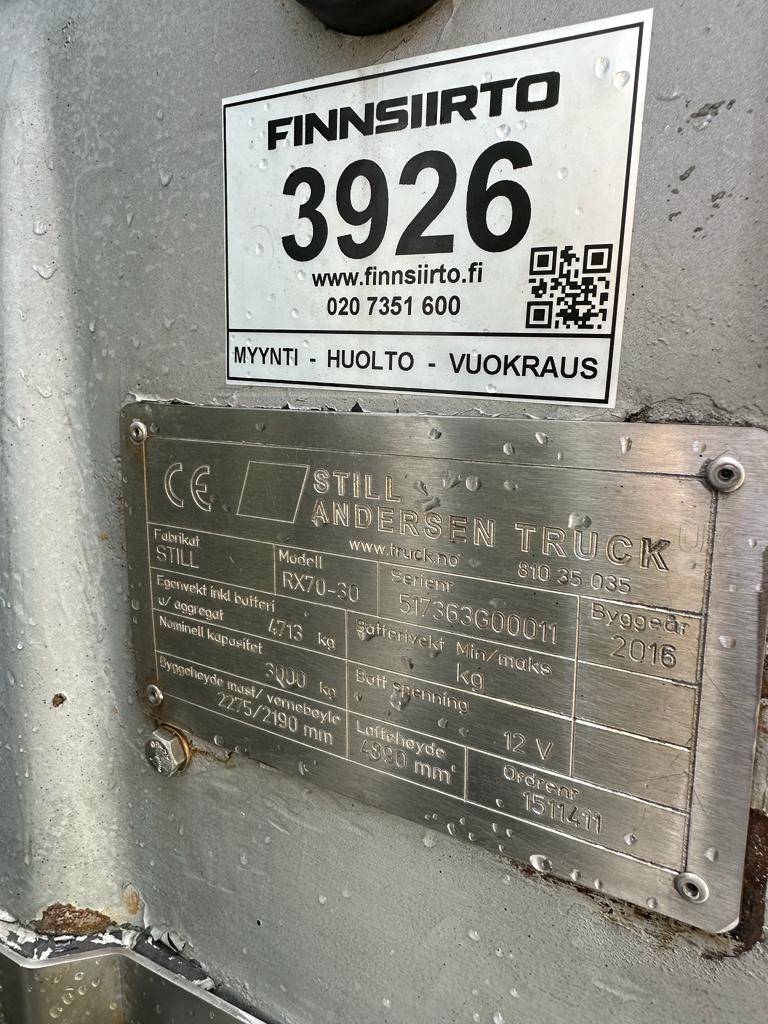 FINNSIIRTO
3926
www.finnsiirto.fi
020 7351 600
MYYNTI - HUOLTO - VUOKRAUS
CE
STILL
ANDERSEN TRUCK
www.truck.no 810 35 035
Fabrikat
STILL
Modell
RX70-30
Serienr
517363G00011
Byggeår
2016
Egenvekt inkl batteri
u/ aggregat 4713 kg
Batterivekt Min/maks
kg
Nominell kapasitet
3000 kg
Batt spenning
12 V
Byggehøyde mast/ vernebøyle
2275/2190 mm
Løftehøyde
4890 mm
Ordrenr
1511411